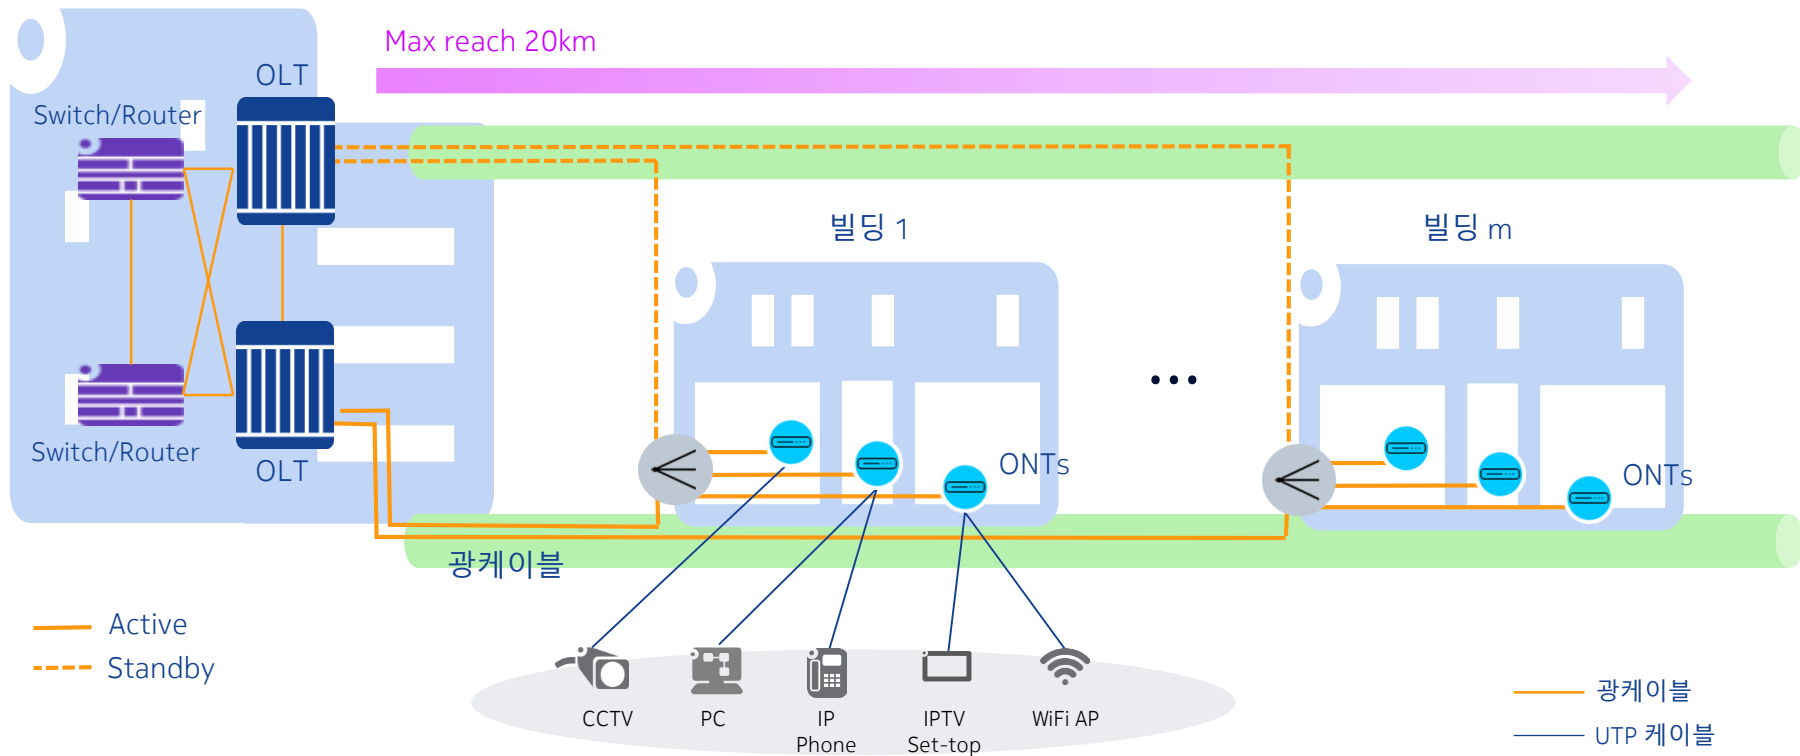 Max reach 20km
OLT
Switch/Router
빌딩 1
빌딩 m
...
Switch/Router
OLT
ONTs
ONTs
광케이블
Active
Standby
CCTV
PC
IP
Phone
IPTV
Set-top
WiFi AP
광케이블
UTP 케이블